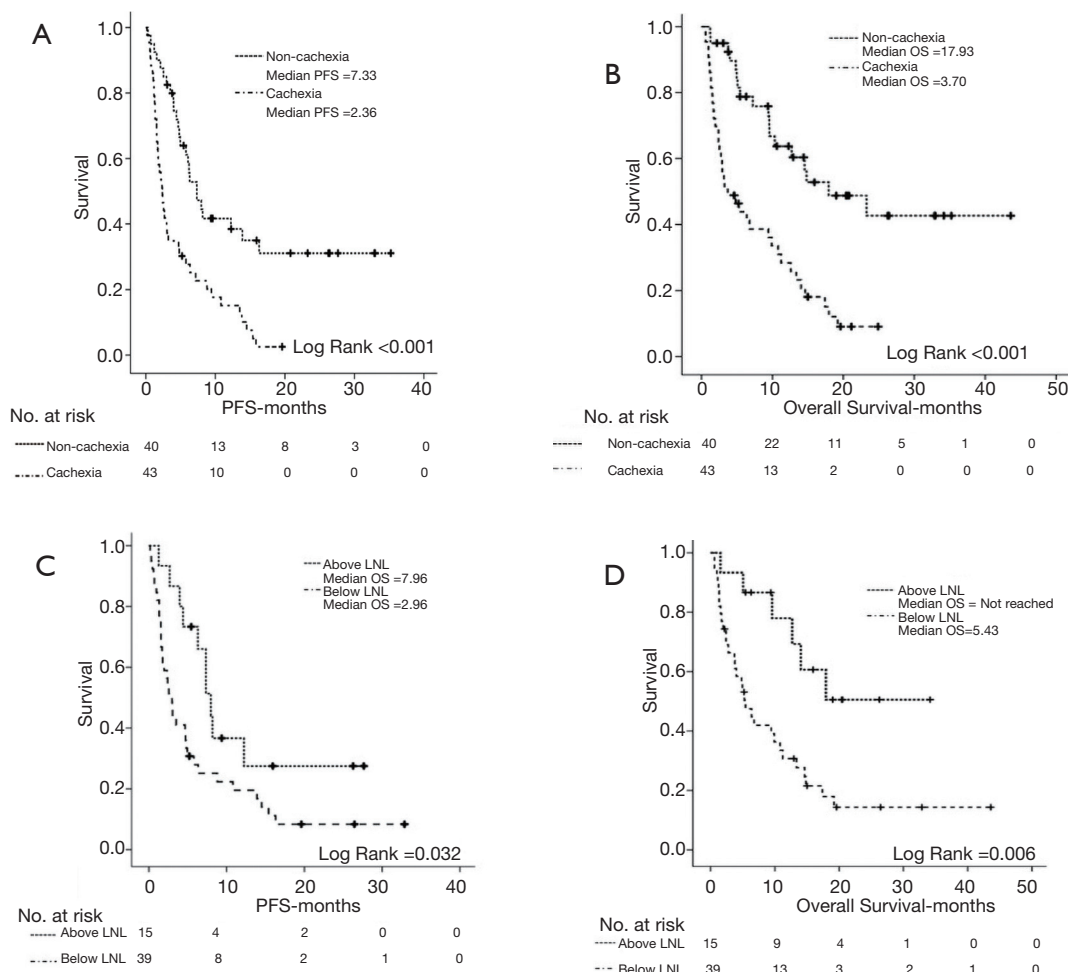 A
1.0
0.8
0.6
0.4
0.2
0.0
Survival
Non-cachexia
Median PFS =7.33
Cachexia
Median PFS =2.36
Log Rank <0.001
0 10 20 30 40
PFS-months
No. at risk
Non-cachexia 40 13 8 3 0
Cachexia 43 10 0 0 0
B
1.0
0.8
0.6
0.4
0.2
0.0
Survival
Non-cachexia
Median OS =17.93
Cachexia
Median OS =3.70
Log Rank <0.001
0 10 20 30 40 50
Overall Survival-months
No. at risk
Non-cachexia 40 22 11 5 1 0
Cachexia 43 13 2 0 0 0
C
1.0
0.8
0.6
0.4
0.2
0.0
Survival
Above LNL
Median OS =7.96
Below LNL
Median OS =2.96
Log Rank =0.032
0 10 20 30 40
PFS-months
No. at risk
Above LNL 15 4 2 0 0
Below LNL 39 8 2 1 0
D
1.0
0.8
0.6
0.4
0.2
0.0
Survival
Above LNL
Median OS = Not reached
Below LNL
Median OS=5.43
Log Rank =0.006
0 10 20 30 40 50
Overall Survival-months
No. at risk
Above LNL 15 9 4 1 0 0
Below LNL 39 13 3 2 1 0